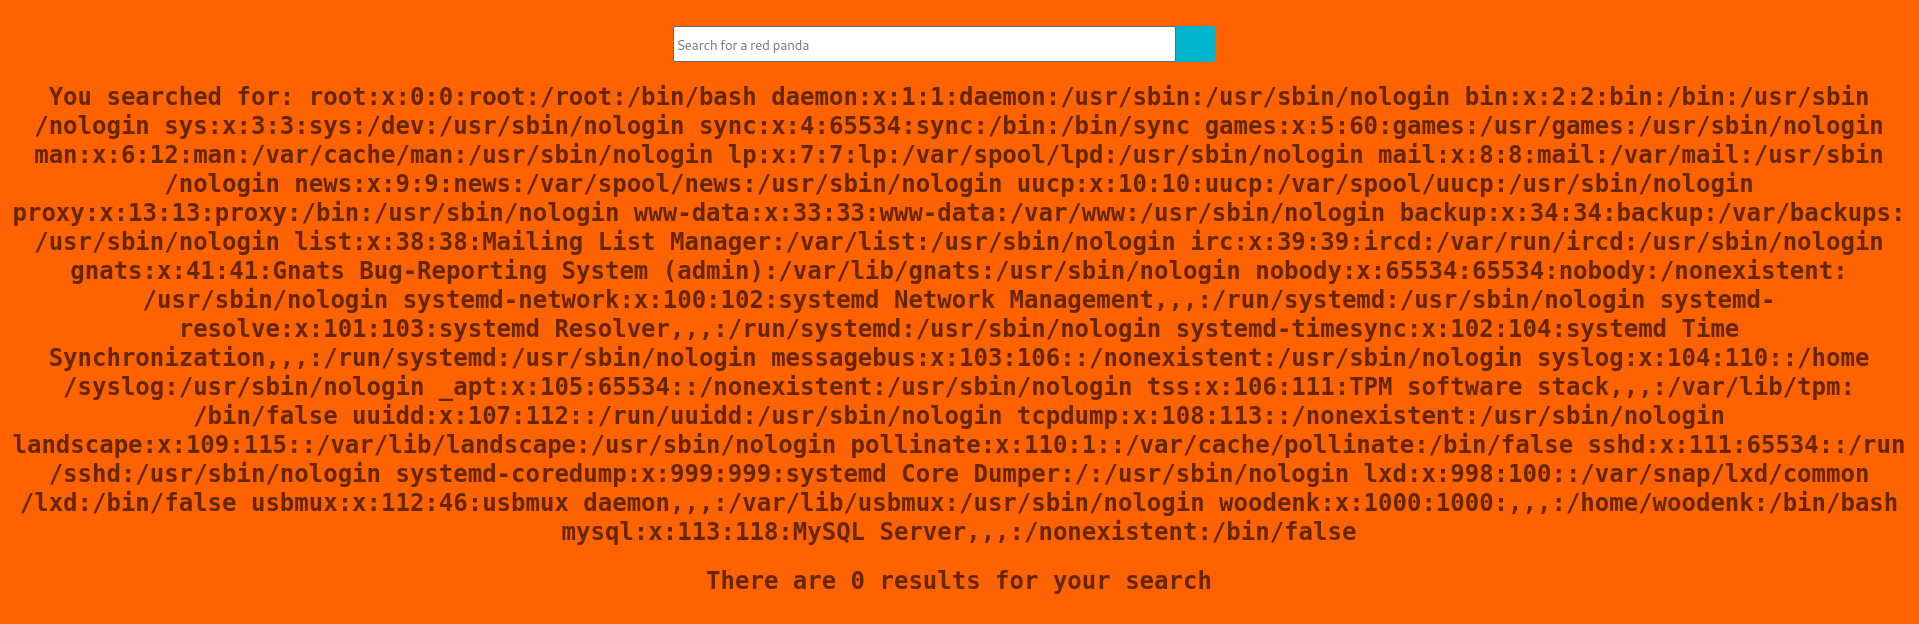 Search for a red panda
You searched for: root:x:0:0:root:/root:/bin/bash daemon:x:1:1:daemon:/usr/sbin:/usr/sbin/nologin bin:x:2:2:bin:/bin:/usr/sbin
/nologin sys:x:3:3:sys:/dev:/usr/sbin/nologin sync:x:4:65534:sync:/bin:/bin/sync games:x:5:60:games:/usr/games:/usr/sbin/nologin
man:x:6:12:man:/var/cache/man:/usr/sbin/nologin lp:x:7:7:lp:/var/spool/lpd:/usr/sbin/nologin mail:x:8:8:mail:/var/mail:/usr/sbin
/nologin news:x:9:9:news:/var/spool/news:/usr/sbin/nologin uucp:x:10:10:uucp:/var/spool/uucp:/usr/sbin/nologin
proxy:x:13:13:proxy:/bin:/usr/sbin/nologin www-data:x:33:33:www-data:/var/www:/usr/sbin/nologin backup:x:34:34:backup:/var/backups:
/usr/sbin/nologin list:x:38:38:Mailing List Manager:/var/list:/usr/sbin/nologin irc:x:39:39:ircd:/var/run/ircd:/usr/sbin/nologin
gnats:x:41:41:Gnats Bug-Reporting System (admin):/var/lib/gnats:/usr/sbin/nologin nobody:x:65534:65534:nobody:/nonexistent:
/usr/sbin/nologin systemd-network:x:100:102:systemd Network Management,,,:/run/systemd:/usr/sbin/nologin systemd-
resolve:x:101:103:systemd Resolver,,,:/run/systemd:/usr/sbin/nologin systemd-timesync:x:102:104:systemd Time
Synchronization,,,:/run/systemd:/usr/sbin/nologin messagebus:x:103:106::/nonexistent:/usr/sbin/nologin syslog:x:104:110::/home
/syslog:/usr/sbin/nologin _apt:x:105:65534::/nonexistent:/usr/sbin/nologin tss:x:106:111:TPM software stack,,,:/var/lib/tpm:
/bin/false uuidd:x:107:112::/run/uuidd:/usr/sbin/nologin tcpdump:x:108:113::/nonexistent:/usr/sbin/nologin
landscape:x:109:115::/var/lib/landscape:/usr/sbin/nologin pollinate:x:110:1::/var/cache/pollinate:/bin/false sshd:x:111:65534::/run
/sshd:/usr/sbin/nologin systemd-coredump:x:999:999:systemd Core Dumper:/:/usr/sbin/nologin lxd:x:998:100::/var/snap/lxd/common
/lxd:/bin/false usbmux:x:112:46:usbmux daemon,,,:/var/lib/usbmux:/usr/sbin/nologin woodenk:x:1000:1000:,,,:/home/woodenk:/bin/bash
mysql:x:113:118:MySQL Server,,,:/nonexistent:/bin/false
There are 0 results for your search